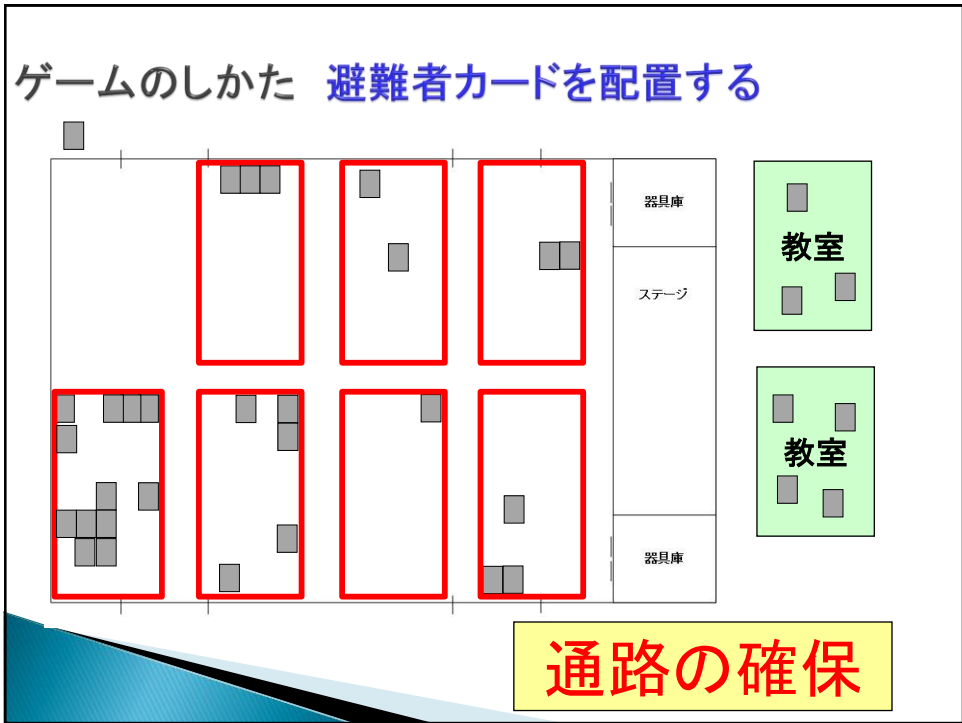 ゲームのしかた 避難者カードを配置する
器具庫
ステージ
器具庫
教室
教室
通路の確保